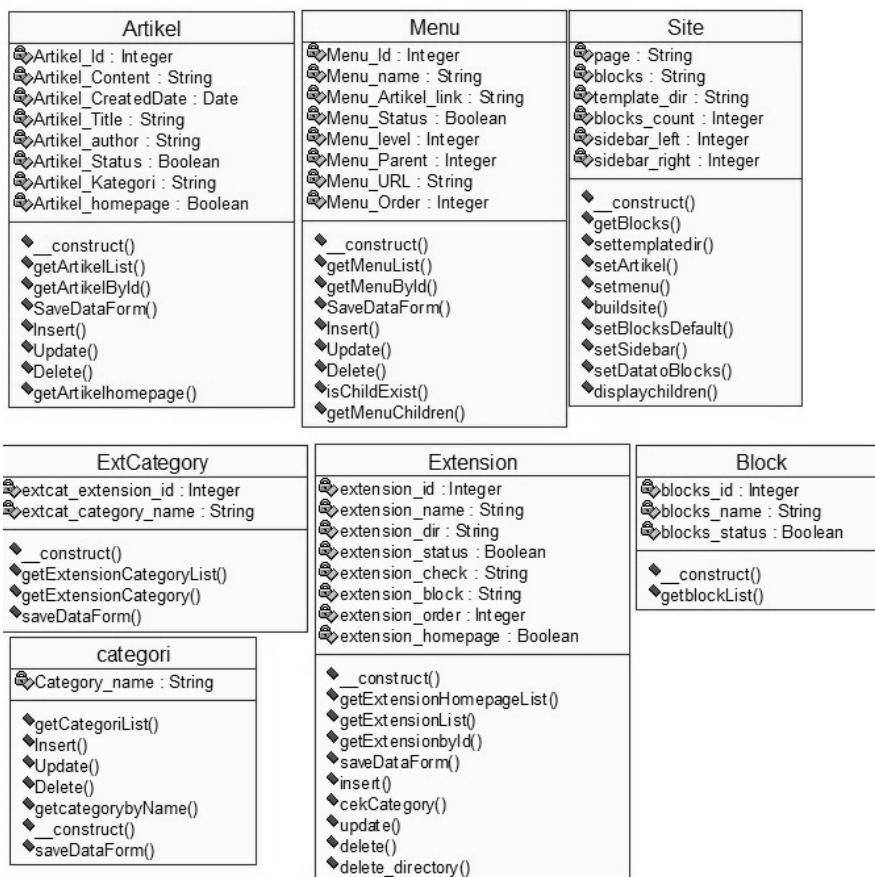 Artikel
Artikel_Id : Integer
Artikel_Content : String
Artikel_CreatedDate : Date
Artikel_Title : String
Artikel_author : String
Artikel_Status : Boolean
Artikel_Kategori : String
Artikel_homepage : Boolean
__construct()
getArtikelList()
getArtikelById()
SaveDataForm()
Insert()
Update()
Delete()
getArtikelhomepage()
Menu
Menu_Id : Integer
Menu_name : String
Menu_Artikel_link : String
Menu_Status : Boolean
Menu_level : Integer
Menu_Parent : Integer
Menu_URL : String
Menu_Order : Integer
__construct()
getMenuList()
getMenuById()
SaveDataForm()
Insert()
Update()
Delete()
isChildExist()
getMenuChildren()
Site
page : String
blocks : String
template_dir : String
blocks_count : Integer
sidebar_left : Integer
sidebar_right : Integer
__construct()
getBlocks()
settemplatedir()
setArtikel()
setmenu()
buildsite()
setBlocksDefault()
setSidebar()
setDatatoBlocks()
displaychildren()
ExtCategory
extcat_extension_id : Integer
extcat_category_name : String
__construct()
getExtensionCategoryList()
getExtensionCategory()
saveDataForm()
categori
Category_name : String
getCategoriList()
Insert()
Update()
Delete()
getcategorybyName()
__construct()
saveDataForm()
Extension
extension_id : Integer
extension_name : String
extension_dir : String
extension_status : Boolean
extension_check : String
extension_block : String
extension_order : Integer
extension_homepage : Boolean
__construct()
getExtensionHomepageList()
getExtensionList()
getExtensionbyId()
saveDataForm()
insert()
cekCategory()
update()
delete()
delete_directory()
Block
blocks_id : Integer
blocks_name : String
blocks_status : Boolean
__construct()
getblockList()